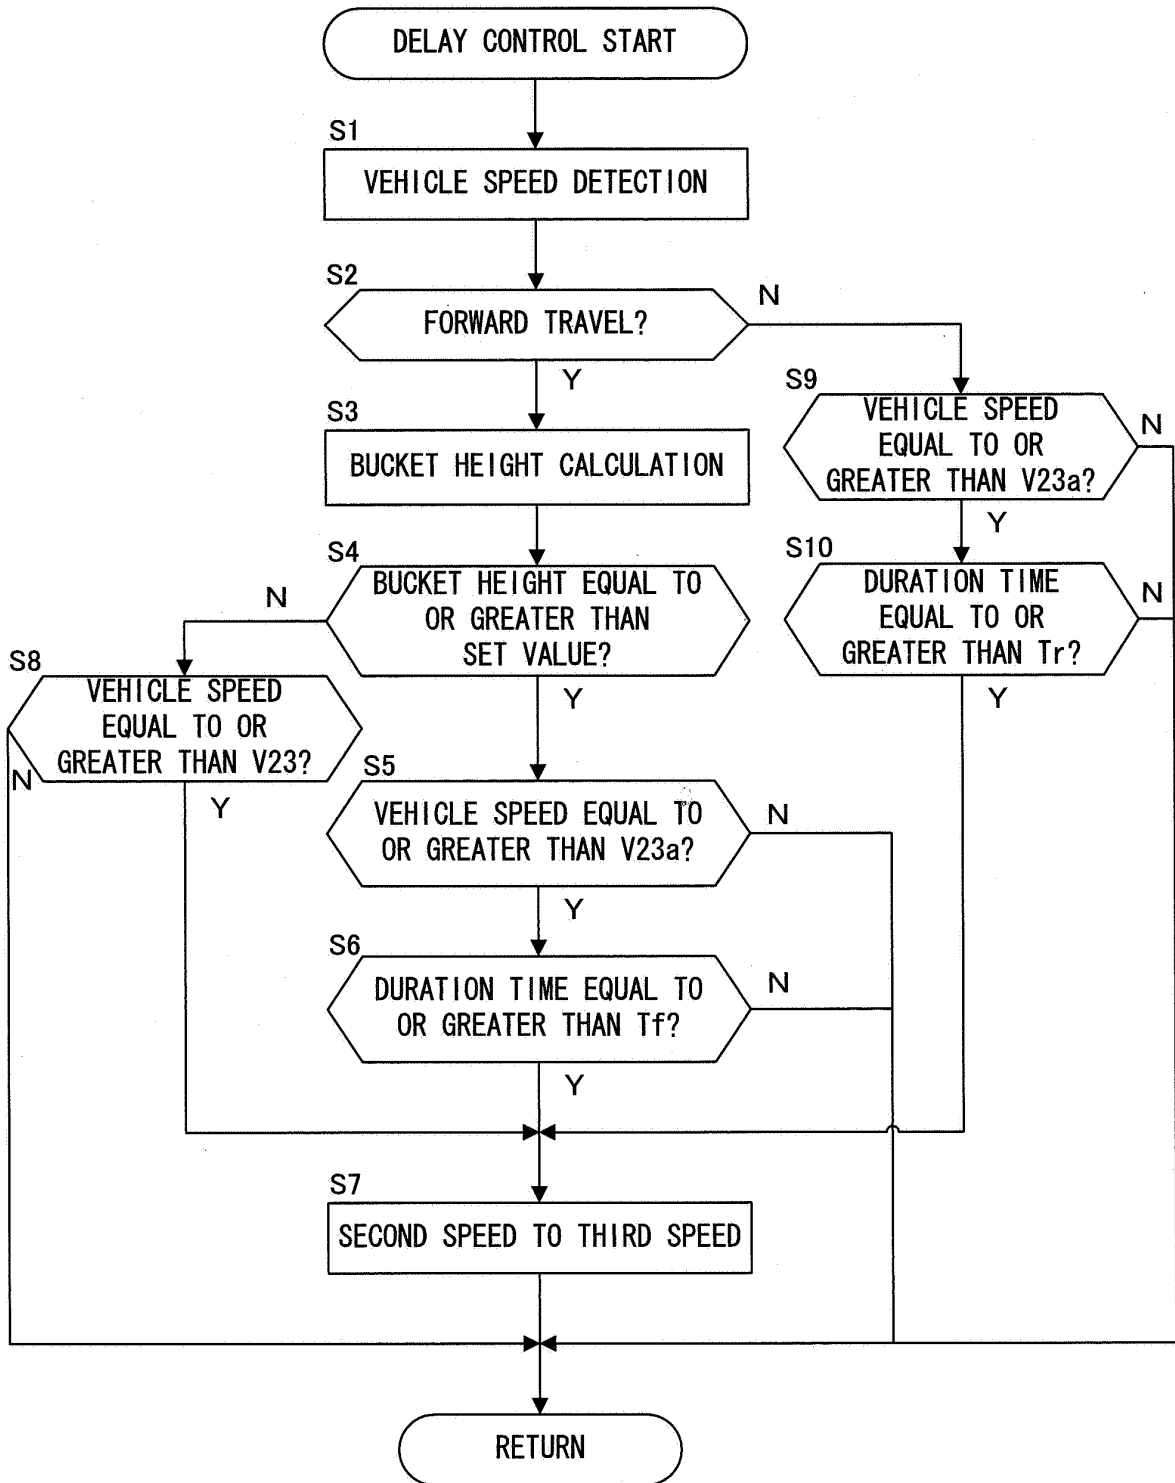 DELAY CONTROL START
S1
VEHICLE SPEED DETECTION
S2
FORWARD TRAVEL?
N
Y
S3
BUCKET HEIGHT CALCULATION
S9
VEHICLE SPEED
EQUAL TO OR
GREATER THAN V23a?
N
Y
S4
BUCKET HEIGHT EQUAL TO
OR GREATER THAN
SET VALUE?
N
Y
S10
DURATION TIME
EQUAL TO OR
GREATER THAN Tr?
N
Y
S8
VEHICLE SPEED
EQUAL TO OR
GREATER THAN V23?
N
Y
S5
VEHICLE SPEED EQUAL TO
OR GREATER THAN V23a?
N
Y
S6
DURATION TIME EQUAL TO
OR GREATER THAN Tf?
N
Y
S7
SECOND SPEED TO THIRD SPEED
RETURN